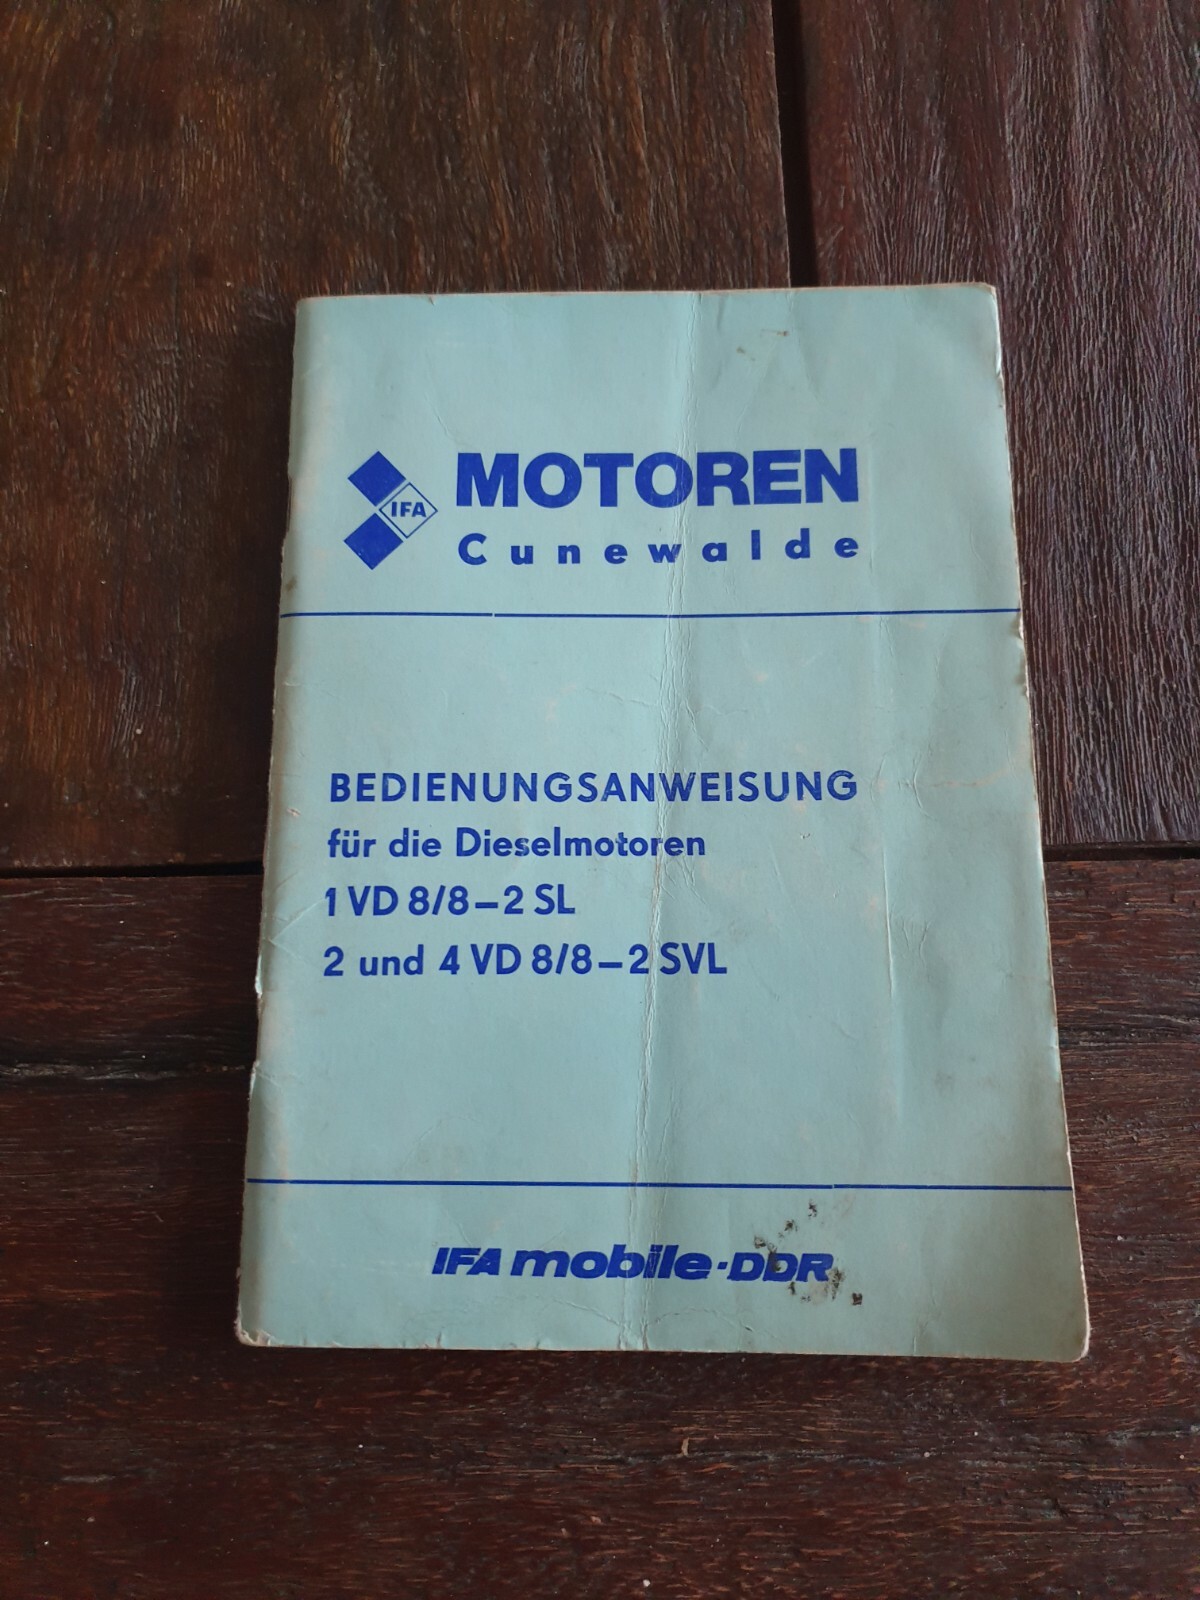 IFA
MOTOREN
Cunewalde
BEDIENUNGSANWEISUNG
für die Dieselmotoren
1 VD 8/8–2 SL
2 und 4 VD 8/8–2 SVL
IFA mobile-DDR